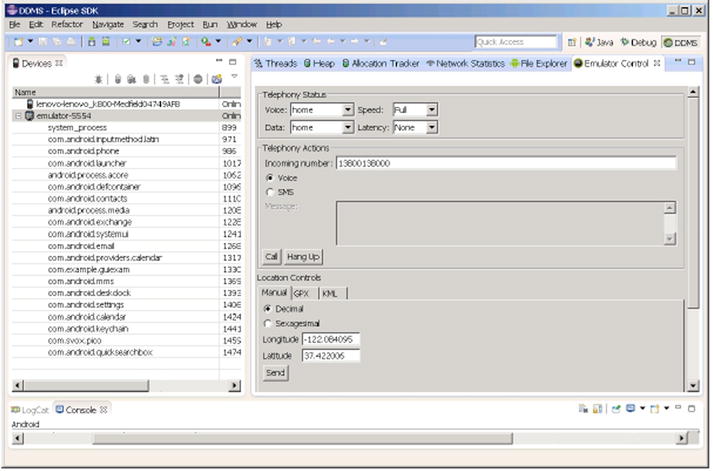 DDMS - Eclipse SDK
File Edit Refactor Navigate Search Project Run Window Help
Quick Access
Java
Debug
DDMS
Devices
Name
lenovo-lenovo_k800-Medfield04749AFB Onlin
emulator-5554 Onlin
system_process 899
com.android.inputmethod.latin 971
com.android.phone 986
com.android.launcher 1017
android.process.acore 1062
com.android.defcontainer 1096
com.android.contacts 1110
android.process.media 1208
com.android.exchange 1228
com.android.systemui 1241
com.android.email 1268
com.android.providers.calendar 1317
com.example.guiexam 1330
com.android.mms 1369
com.android.deskdock 1393
com.android.settings 1406
com.android.calendar 1424
com.android.keychain 1441
com.svox.pico 1459
com.android.quicksearchbox 1474
Threads
Heap
Allocation Tracker
Network Statistics
File Explorer
Emulator Control
Telephony Status
Voice: home Speed: Full
Data: home Latency: None
Telephony Actions
Incoming number: 13800138000
Voice
SMS
Message:
Call Hang Up
Location Controls
Manual GPX KML
Decimal
Sexagesimal
Longitude -122.084095
Latitude 37.422006
Send
LogCat
Console
Android